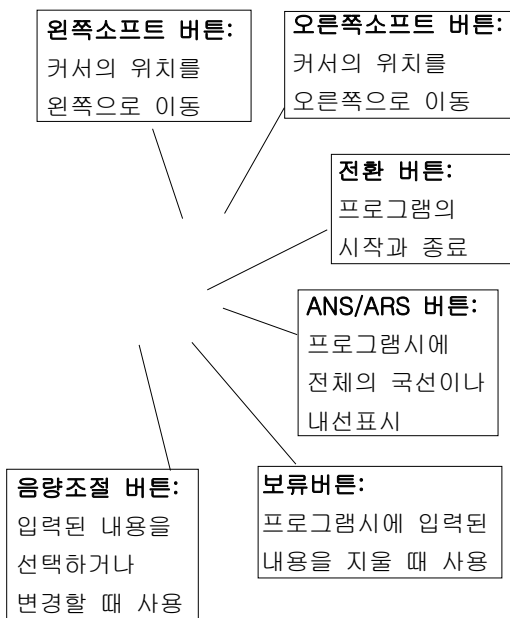 왼쪽소프트 버튼:
커서의 위치를
왼쪽으로 이동
오른쪽소프트 버튼:
커서의 위치를
오른쪽으로 이동
전환 버튼:
프로그램의
시작과 종료
ANS/ARS 버튼:
프로그램시에
전체의 국선이나
내선표시
보류버튼:
프로그램시에 입력된
내용을 지울 때 사용
음량조절 버튼:
입력된 내용을
선택하거나
변경할 때 사용